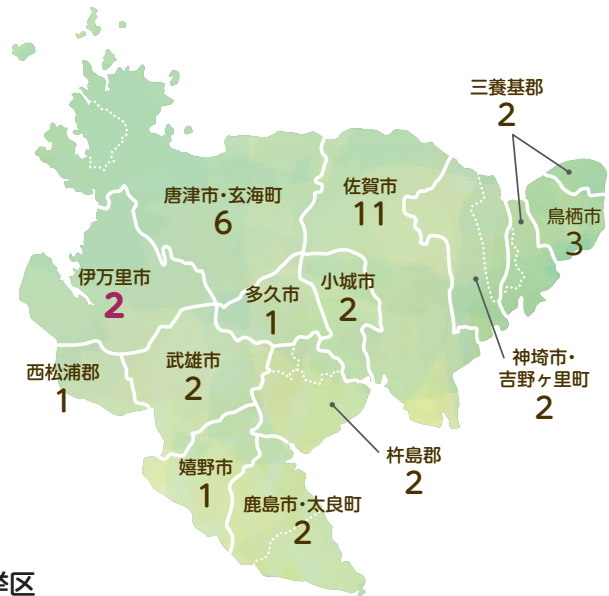 三養基郡
2
唐津市・玄海町
6
佐賀市
11
鳥栖市
3
伊万里市
2
多久市
1
小城市
2
西松浦郡
1
武雄市
2
神埼市・
吉野ヶ里町
2
杵島郡
2
嬉野市
1
鹿島市・太良町
2
挙区